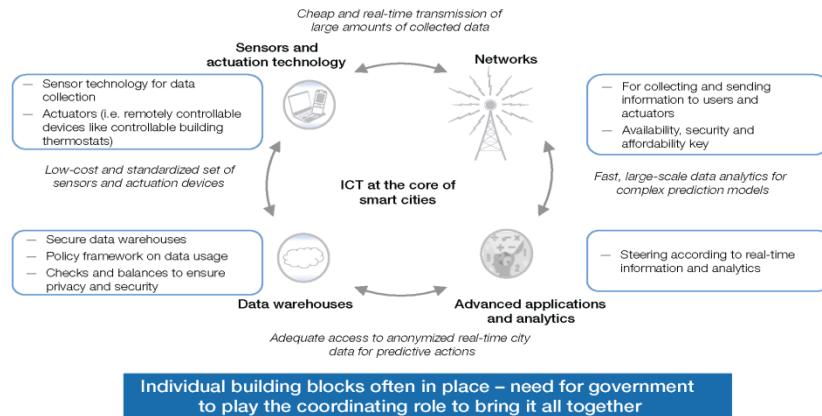 Cheap and real-time transmission of
large amounts of collected data
Sensors and
actuation technology
Networks
— Sensor technology for data
collection
— Actuators (i.e. remotely controllable
devices like controllable building
thermostats)
— For collecting and sending
information to users and
actuators
— Availability, security and
affordability key
Low-cost and standardized set of
sensors and actuation devices
ICT at the core of
smart cities
Fast, large-scale data analytics for
complex prediction models
— Secure data warehouses
— Policy framework on data usage
— Checks and balances to ensure
privacy and security
— Steering according to real-time
information and analytics
Data warehouses
Advanced applications
and analytics
Adequate access to anonymized real-time city
data for predictive actions
Individual building blocks often in place – need for government
to play the coordinating role to bring it all together